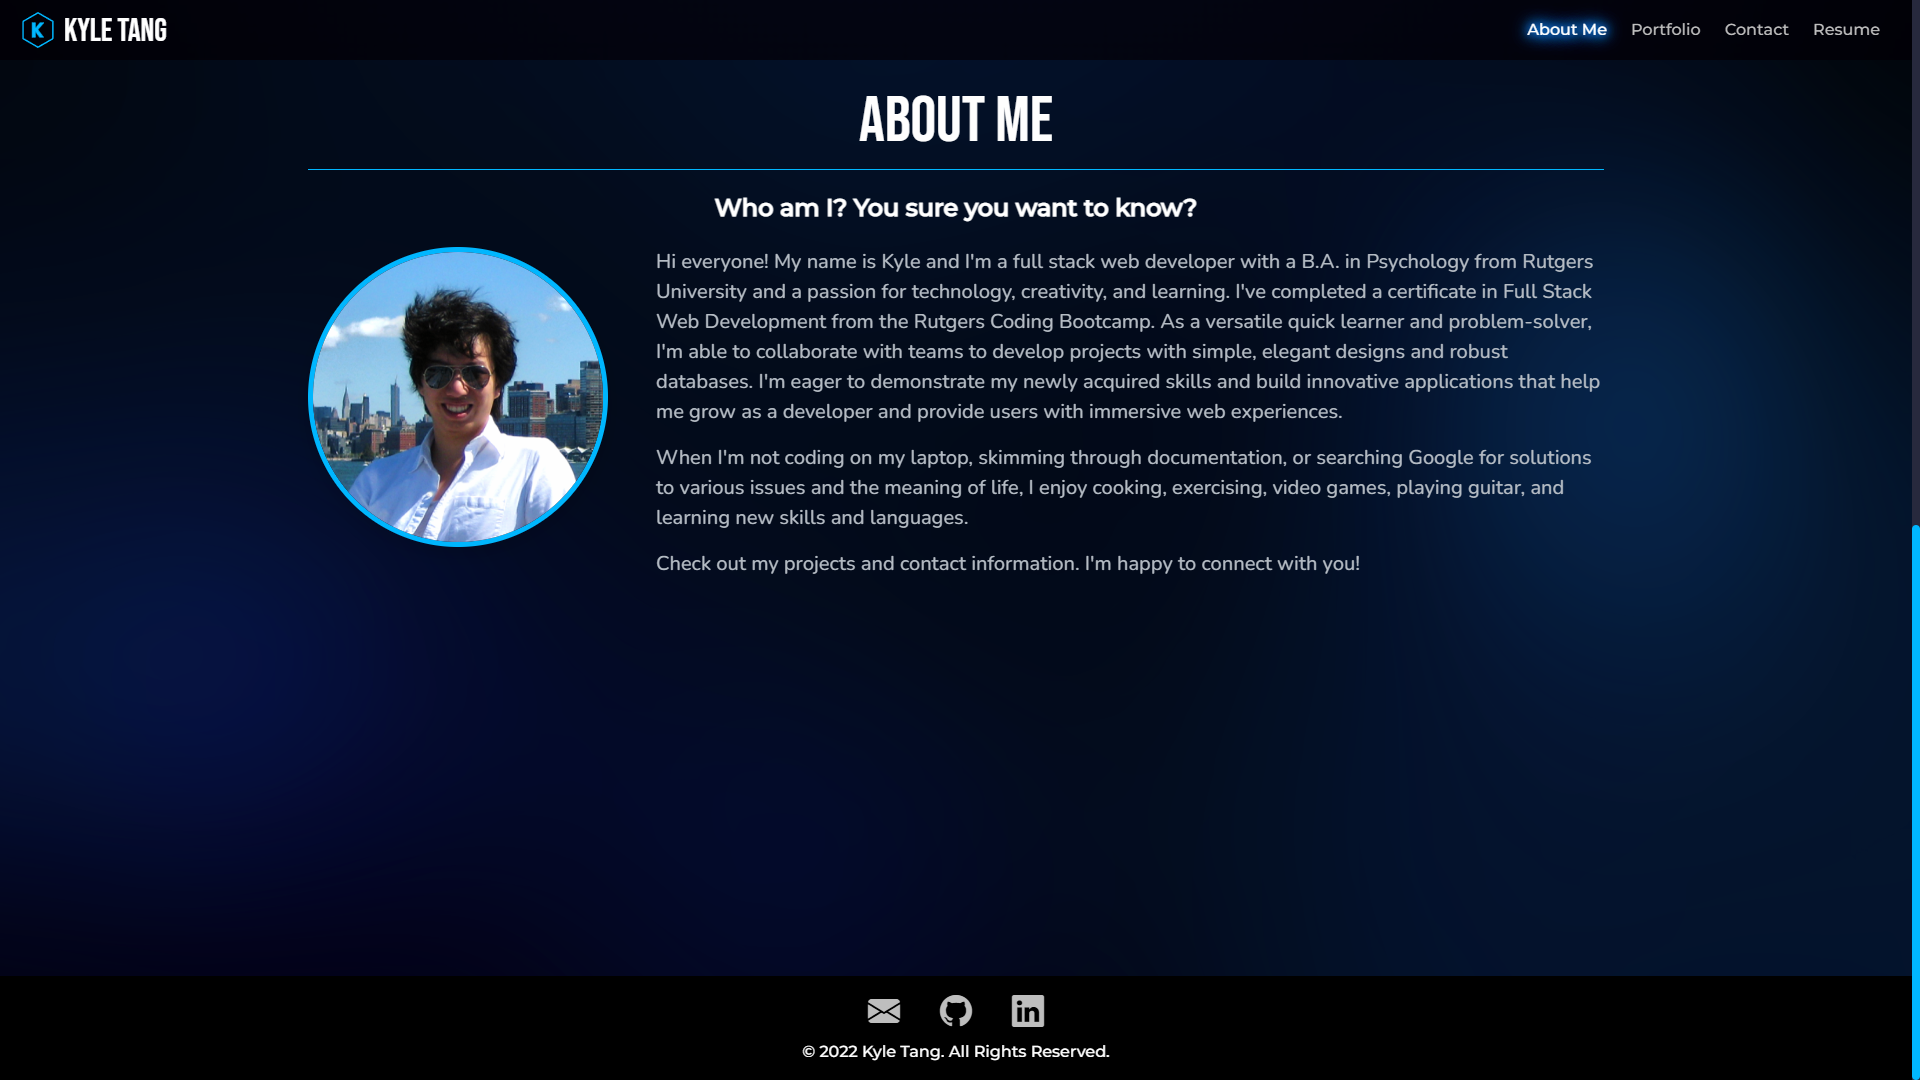 K KYLE TANG
About Me Portfolio Contact Resume
ABOUT ME
Who am I? You sure you want to know?
Hi everyone! My name is Kyle and I'm a full stack web developer with a B.A. in Psychology from Rutgers
University and a passion for technology, creativity, and learning. I've completed a certificate in Full Stack
Web Development from the Rutgers Coding Bootcamp. As a versatile quick learner and problem-solver,
I'm able to collaborate with teams to develop projects with simple, elegant designs and robust
databases. I'm eager to demonstrate my newly acquired skills and build innovative applications that help
me grow as a developer and provide users with immersive web experiences.
When I'm not coding on my laptop, skimming through documentation, or searching Google for solutions
to various issues and the meaning of life, I enjoy cooking, exercising, video games, playing guitar, and
learning new skills and languages.
Check out my projects and contact information. I'm happy to connect with you!
in
© 2022 Kyle Tang. All Rights Reserved.